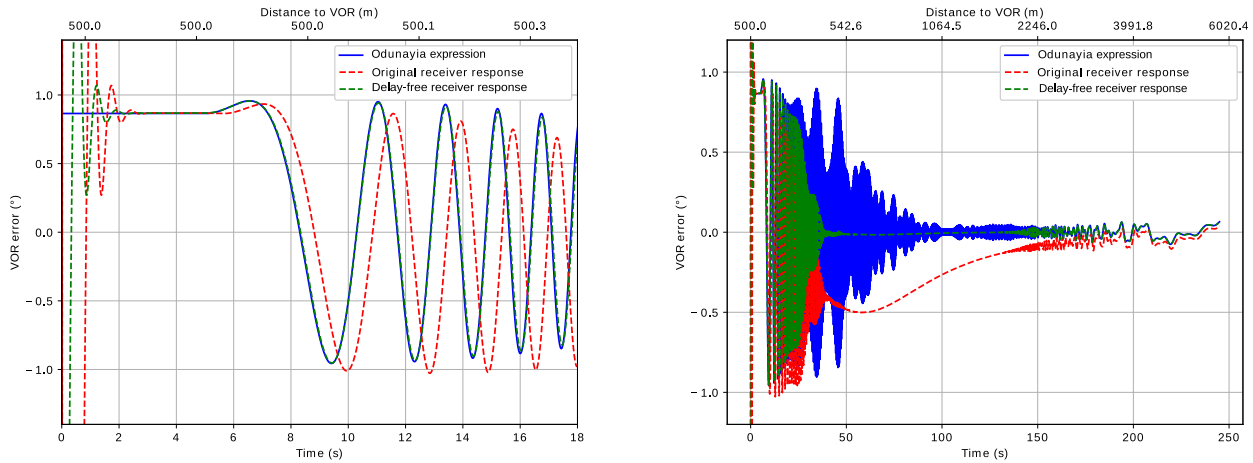 Distance to VOR (m)
500.0 500.0 500.0 500.1 500.3
Odunayia expression
Original receiver response
Delay-free receiver response
VOR error (°)
1.0
0.5
0.0
−0.5
−1.0
0 2 4 6 8 10 12 14 16 18
Time (s)
Distance to VOR (m)
500.0 542.6 1064.5 2246.0 3991.8 6020.4
Odunayia expression
Original receiver response
Delay-free receiver response
VOR error (°)
1.0
0.5
0.0
−0.5
−1.0
0 50 100 150 200 250
Time (s)